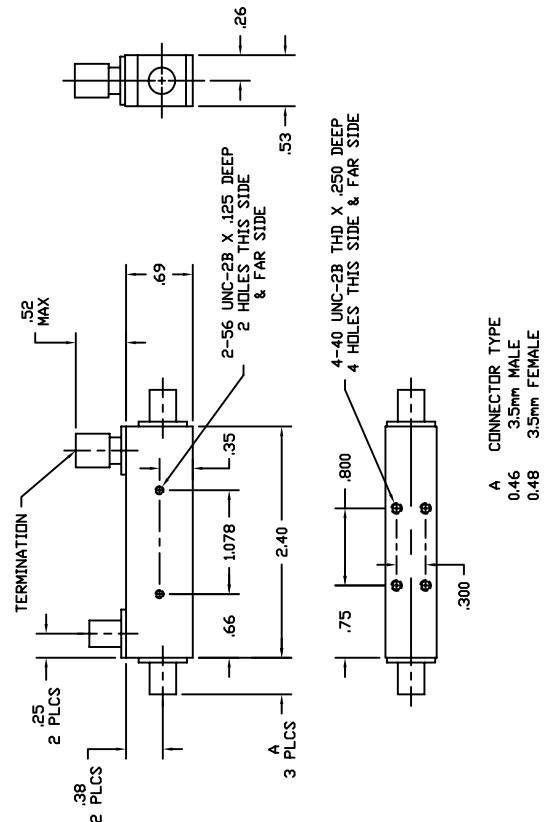 .26
.53
.52
MAX
.69
2-56 UNC-2B X .125 DEEP
2 HOLES THIS SIDE
& FAR SIDE
TERMINATION
.35
1.078
2.40
.66
.25
2 PLCS
.38
2 PLCS
A
3 PLCS
4-40 UNC-2B THD X .250 DEEP
4 HOLES THIS SIDE & FAR SIDE
.800
.75
.300
A CONNECTOR TYPE
0.46 3.5mm MALE
0.48 3.5mm FEMALE